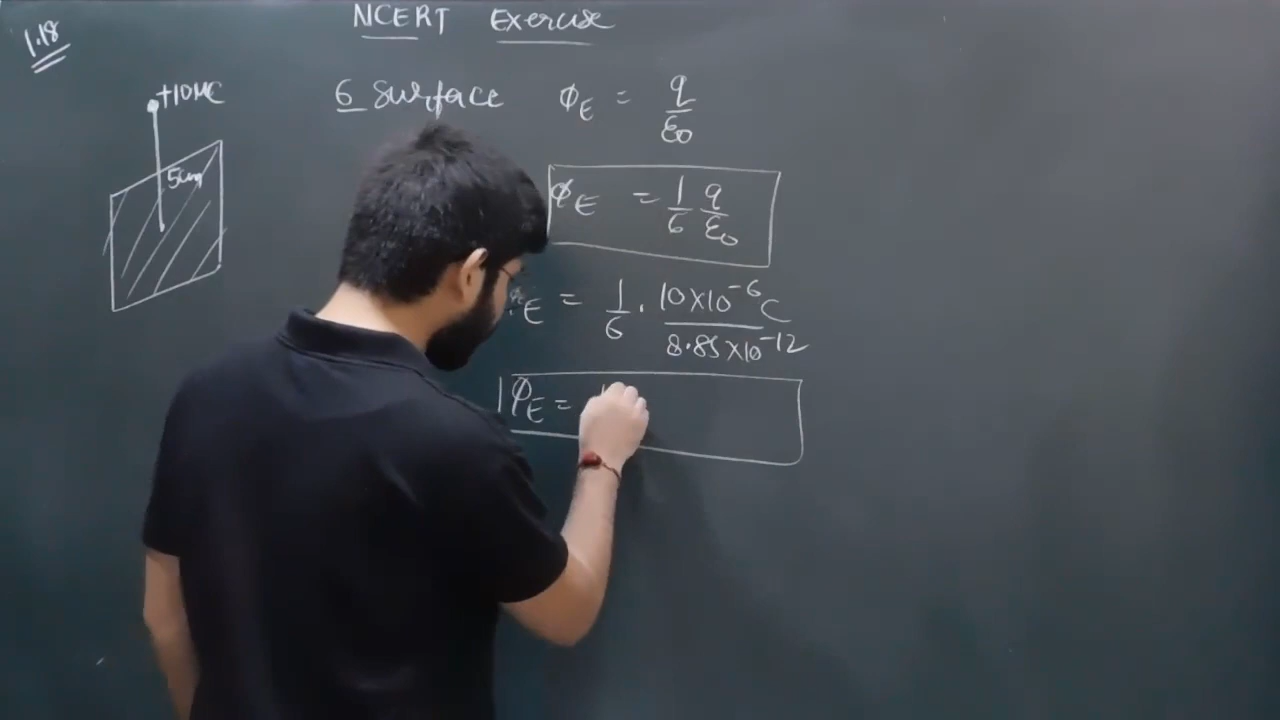 NCERT Exercise
1.18
+10μC
5cm
6 Surface ϕE = q/ε0
ϕE = 1/6 q/ε0
ϕE = 1/6 . 10×10^-6 C / 8.85×10^-12
ϕE =